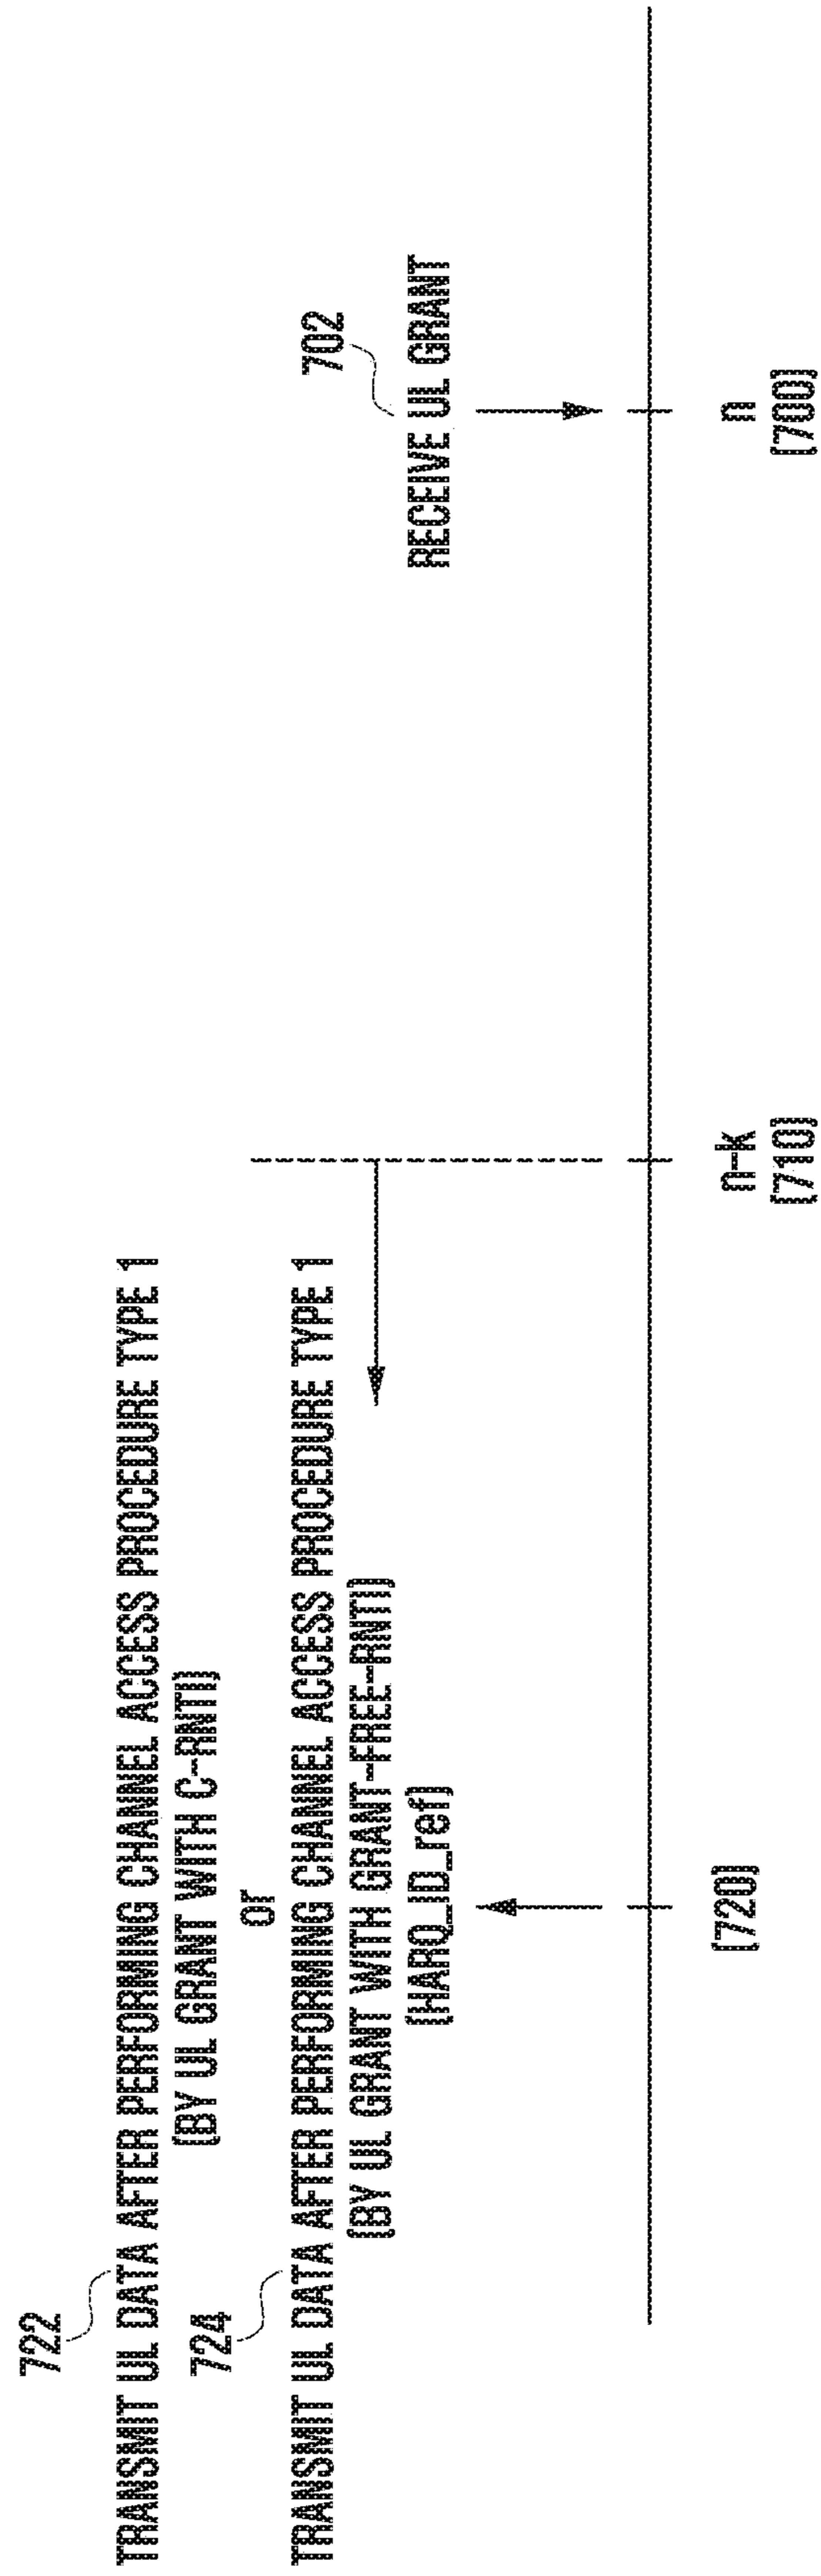 722
TRANSMIT UL DATA AFTER PERFORMING CHANNEL ACCESS PROCEDURE TYPE 1
(BY UL GRANT WITH C-RNTI)
or
724
TRANSMIT UL DATA AFTER PERFORMING CHANNEL ACCESS PROCEDURE TYPE 1
(BY UL GRANT WITH GRANT-FREE-RNTI)
(HARQ_ID_ref)
702
RECEIVE UL GRANT
(720)
n-k
(710)
n
(700)